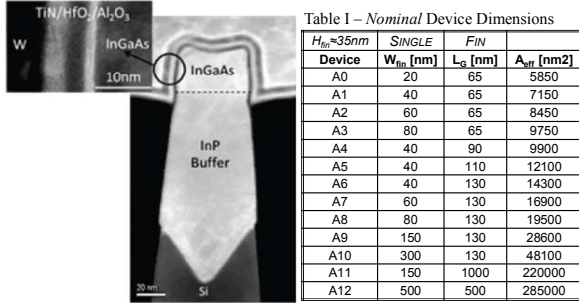 TiN/HfO₂/Al₂O₃
W
InGaAs
10nm
InGaAs
InP
Buffer
20 nm
Si
Table I – Nominal Device Dimensions
Hfin≈35nm SINGLE FIN
Device Wfin [nm] LG [nm] Aeff [nm2]
A0 20 65 5850
A1 40 65 7150
A2 60 65 8450
A3 80 65 9750
A4 40 90 9900
A5 40 110 12100
A6 40 130 14300
A7 60 130 16900
A8 80 130 19500
A9 150 130 28600
A10 300 130 48100
A11 150 1000 220000
A12 500 500 285000